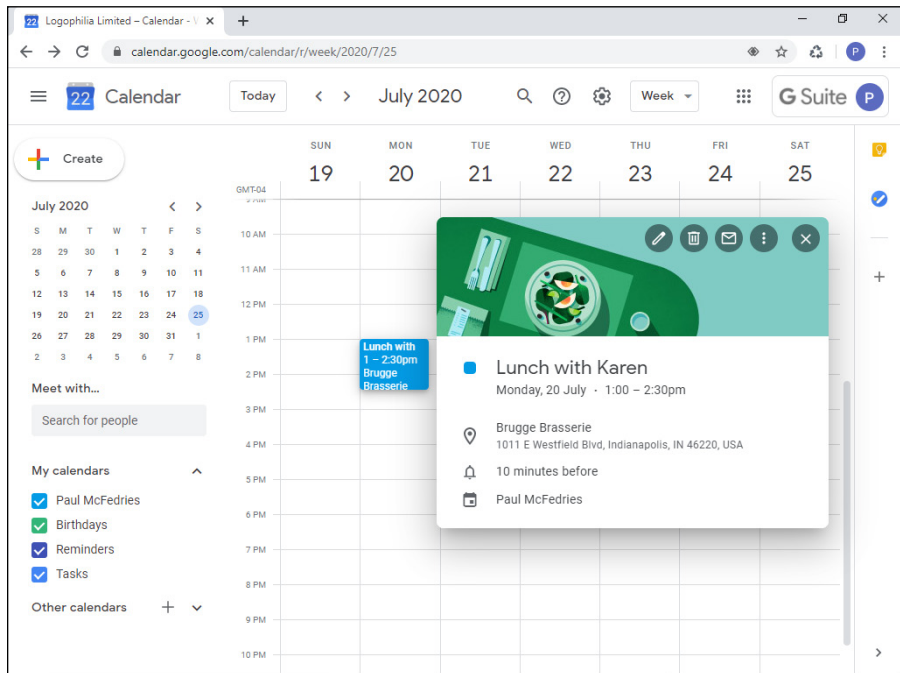 22 Logophilia Limited – Calendar - W
calendar.google.com/calendar/r/week/2020/7/25
P
22 Calendar
Today
July 2020
Week
G Suite
P
Create
July 2020
S M T W T F S
28 29 30 1 2 3 4
5 6 7 8 9 10 11
12 13 14 15 16 17 18
19 20 21 22 23 24 25
26 27 28 29 30 31 1
2 3 4 5 6 7 8
Meet with...
Search for people
My calendars
Paul McFedries
Birthdays
Reminders
Tasks
Other calendars
SUN MON TUE WED THU FRI SAT
19 20 21 22 23 24 25
GMT-04
10 AM
11 AM
12 PM
1 PM
2 PM
3 PM
4 PM
5 PM
6 PM
7 PM
8 PM
9 PM
10 PM
Lunch with
1 – 2:30pm
Brugge
Brasserie
Lunch with Karen
Monday, 20 July · 1:00 – 2:30pm
Brugge Brasserie
1011 E Westfield Blvd, Indianapolis, IN 46220, USA
10 minutes before
Paul McFedries